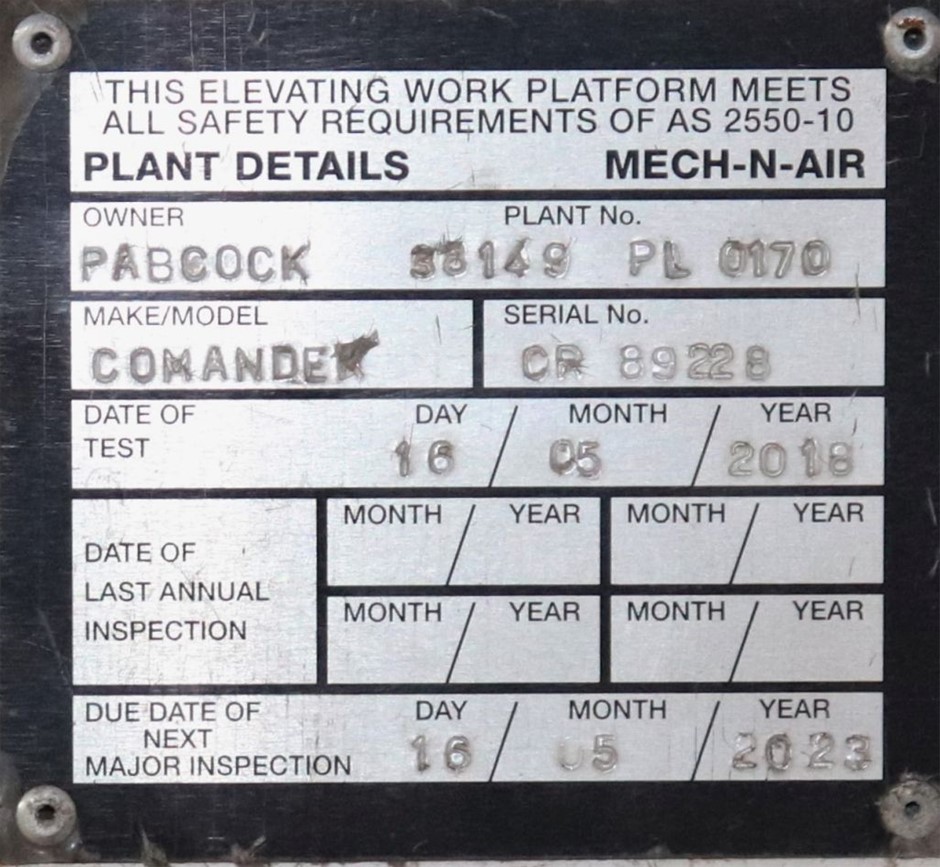 THIS ELEVATING WORK PLATFORM MEETS
ALL SAFETY REQUIREMENTS OF AS 2550-10
PLANT DETAILS MECH-N-AIR
OWNER PLANT No.
PABCOCK PL 0170
MAKE/MODEL SERIAL No.
COMANDER CR 89228
DATE OF DAY / MONTH / YEAR
TEST 16 05 2018
MONTH / YEAR MONTH / YEAR
DATE OF
LAST ANNUAL
INSPECTION
MONTH / YEAR MONTH / YEAR
DUE DATE OF DAY / MONTH / YEAR
NEXT
MAJOR INSPECTION 16 05 2023